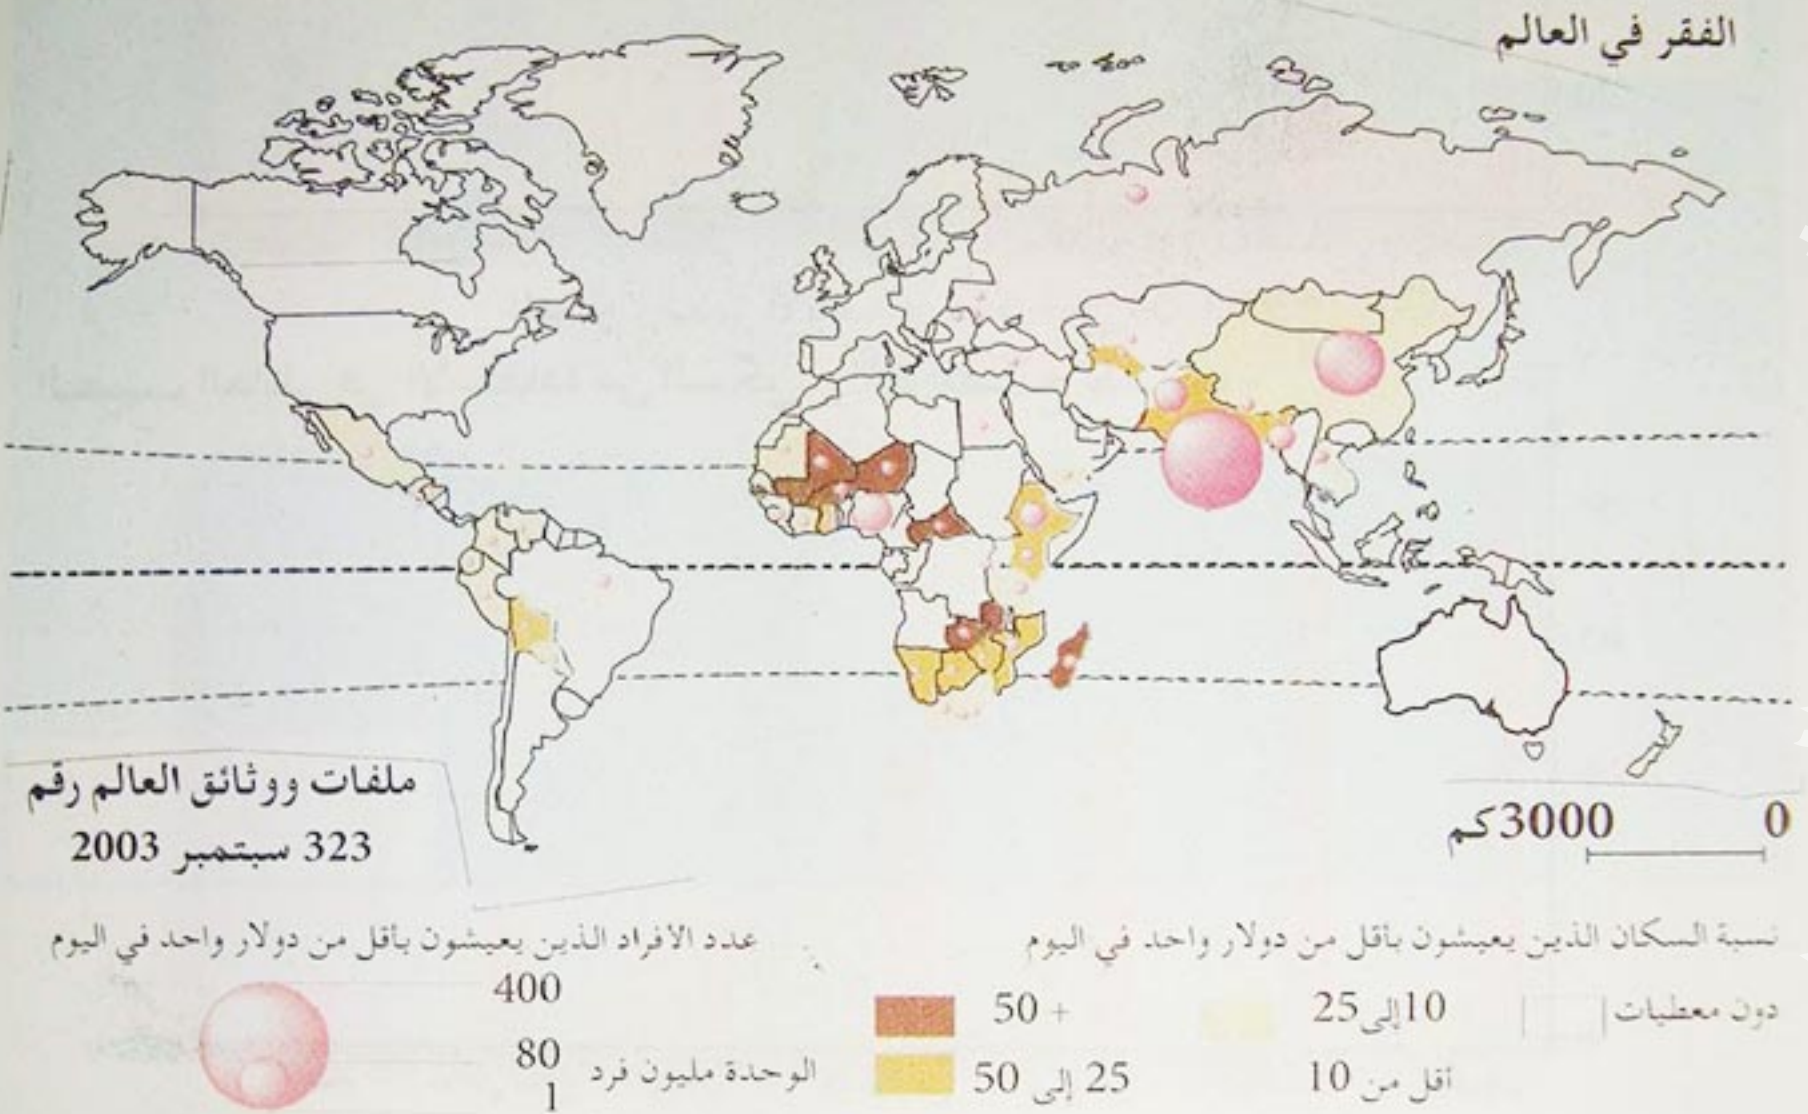 الفقر في العالم
ملفات ووثائق العالم رقم
323 سبتمبر 2003
0 3000كم
نسبة السكان الذين يعيشون بأقل من دولار واحد في اليوم
دون معطيات
10إلى25
+ 50
أقل من 10
25 إلى 50
عدد الأفراد الذين يعيشون بأقل من دولار واحد في اليوم
400
80
1
الوحدة مليون فرد